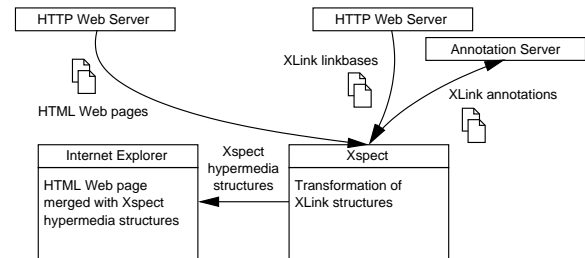 HTTP Web Server
HTTP Web Server
Annotation Server
XLink linkbases
XLink annotations
HTML Web pages
Internet Explorer
Xspect
hypermedia
structures
Xspect
HTML Web page
merged with Xspect
hypermedia structures
Transformation of
XLink structures